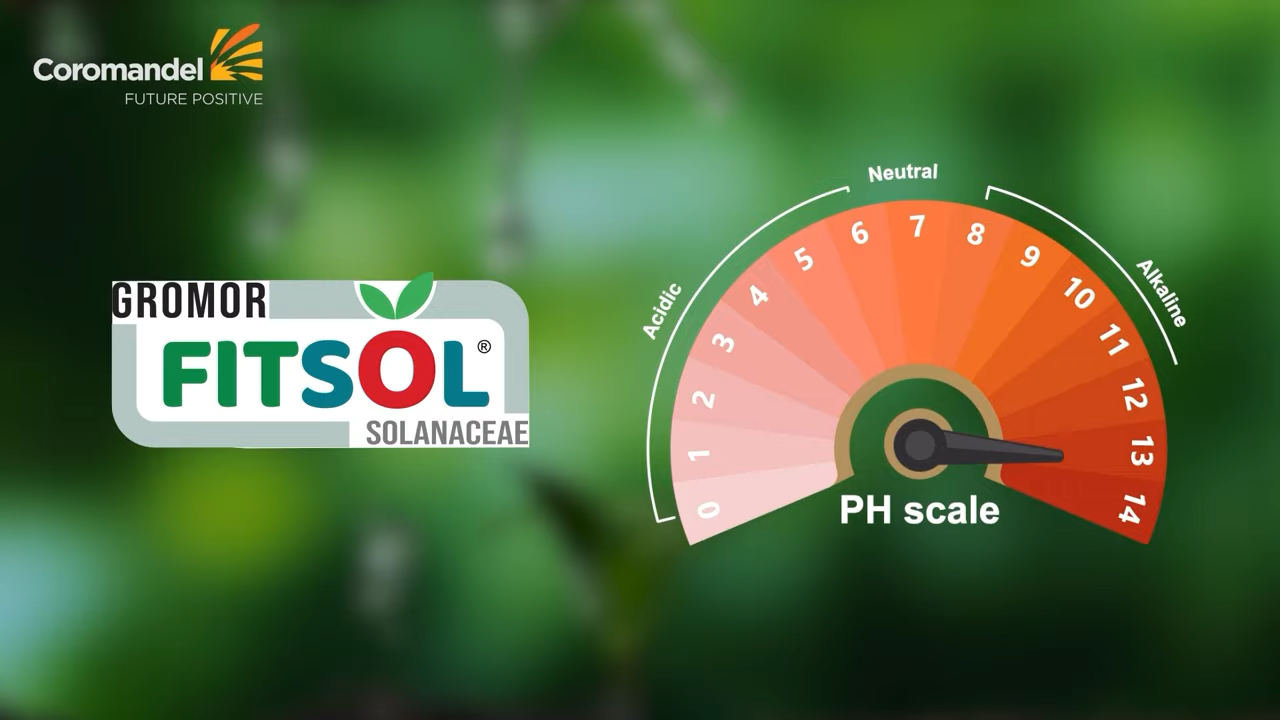 Coromandel
FUTURE POSITIVE
GROMOR
FITSOL®
SOLANACEAE
Neutral
Acidic
Alkaline
0
1
2
3
4
5
6
7
8
9
10
11
12
13
14
PH scale